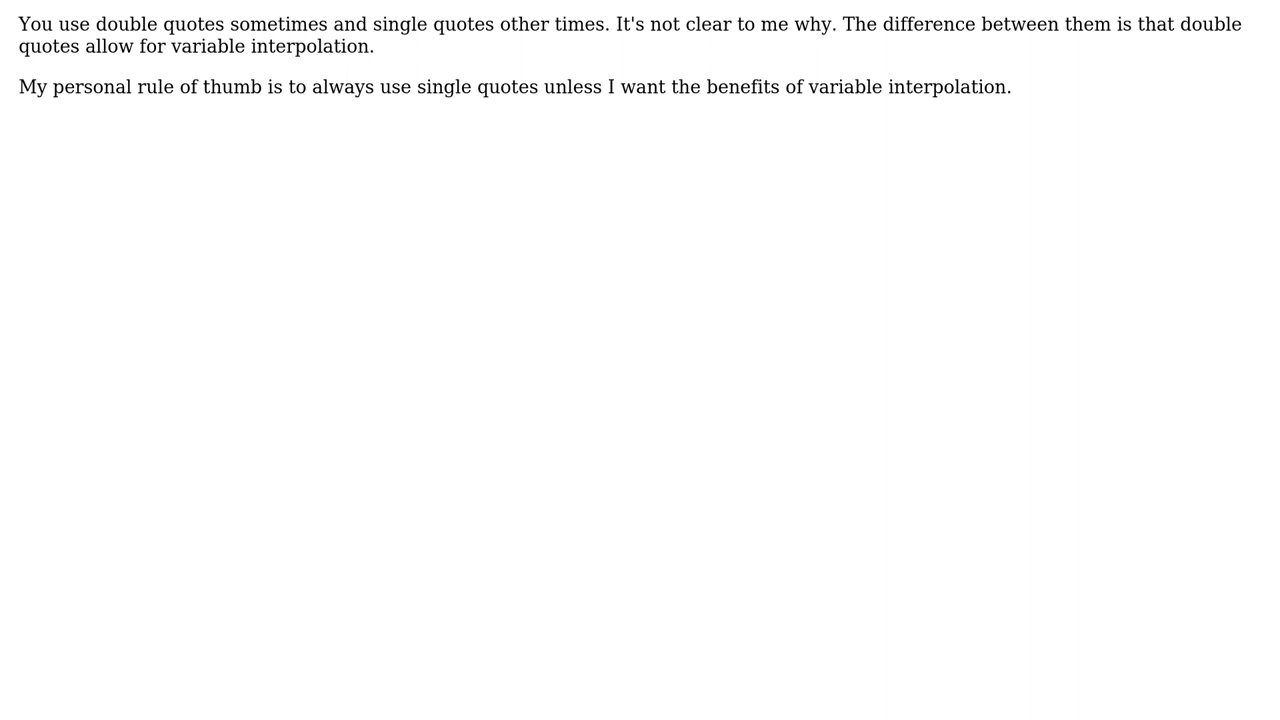 You use double quotes sometimes and single quotes other times. It's not clear to me why. The difference between them is that double
quotes allow for variable interpolation.
My personal rule of thumb is to always use single quotes unless I want the benefits of variable interpolation.